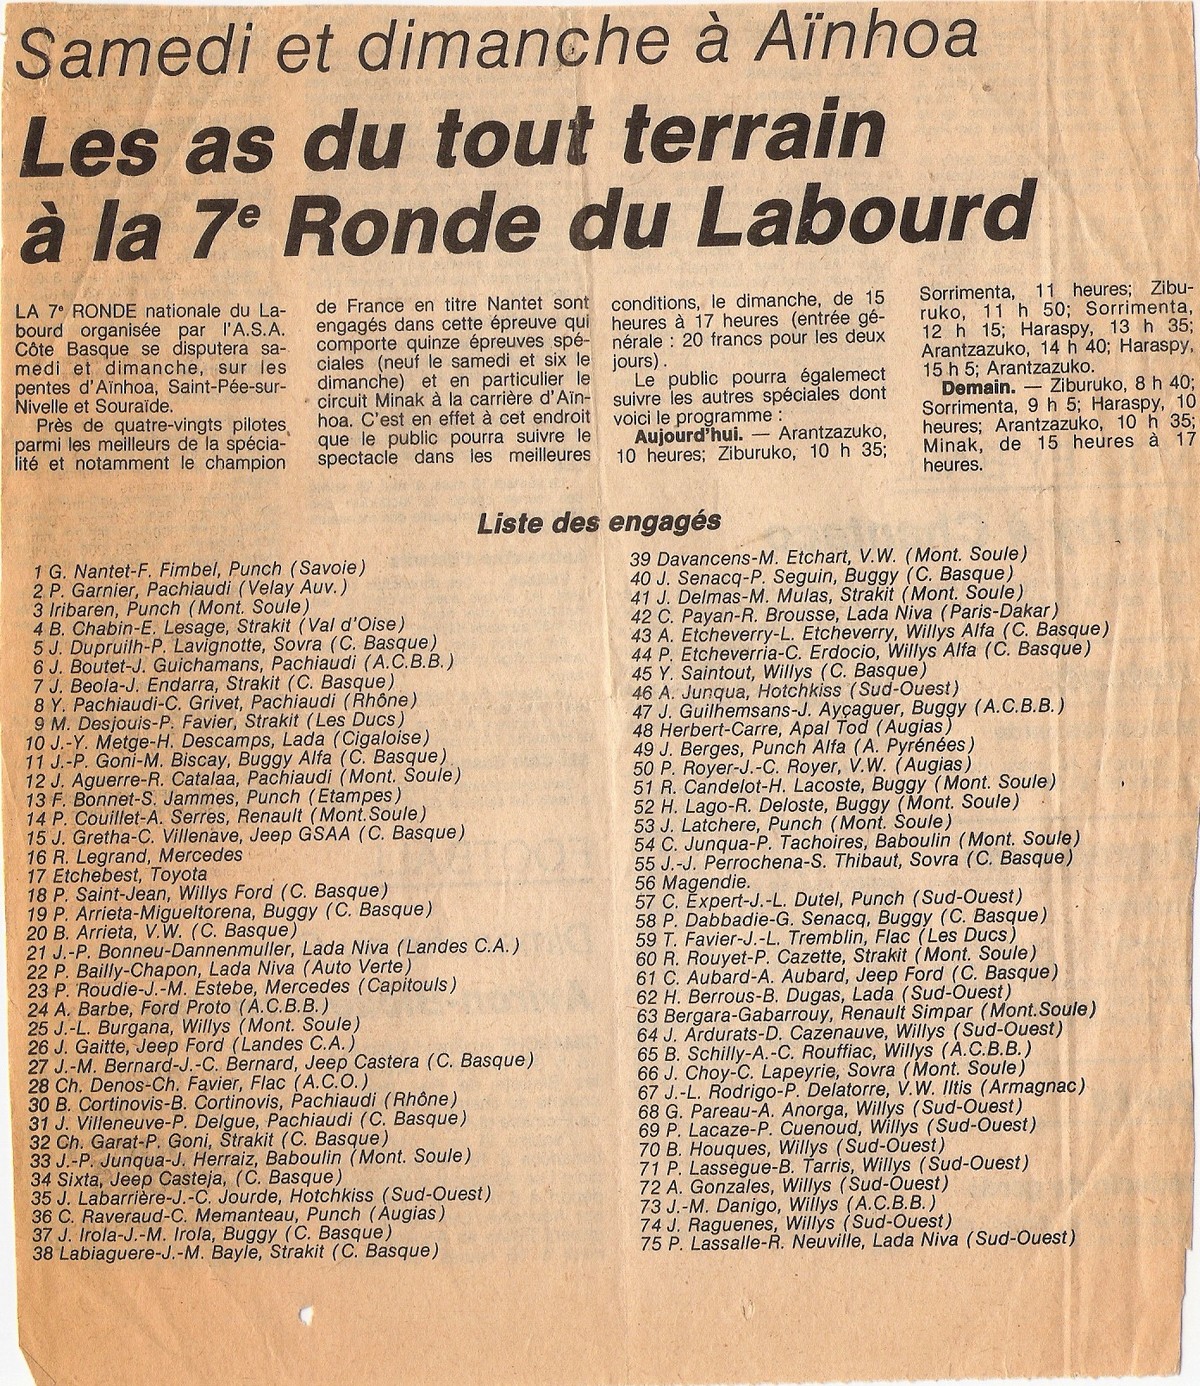 Samedi et dimanche à Aïnhoa
Les as du tout terrain
à la 7e Ronde du Labourd
LA 7e RONDE nationale du La-
bourd organisée par l'A.S.A.
Côte Basque se disputera sa-
medi et dimanche, sur les
pentes d'Aïnhoa, Saint-Pée-sur-
Nivelle et Souraïde.
Près de quatre-vingts pilotes
parmi les meilleurs de la spécia-
lité et notamment le champion
de France en titre Nantet sont
engagés dans cette épreuve qui
comporte quinze épreuves spé-
ciales (neuf le samedi et six le
dimanche) et en particulier le
circuit Minak à la carrière d'Aïn-
hoa. C'est en effet à cet endroit
que le public pourra suivre le
spectacle dans les meilleures
conditions, le dimanche, de 15
heures à 17 heures (entrée gé-
nérale : 20 francs pour les deux
jours).
Le public pourra égalemect
suivre les autres spéciales dont
voici le programme :
Aujourd'hui. — Arantzazuko,
10 heures; Ziburuko, 10 h 35;
Sorrimenta, 11 heures; Zibu-
ruko, 11 h 50; Sorrimenta,
12 h 15; Haraspy, 13 h 35;
Arantzazuko, 14 h 40; Haraspy,
15 h 5; Arantzazuko.
Demain. — Ziburuko, 8 h 40;
Sorrimenta, 9 h 5; Haraspy, 10
heures; Arantzazuko, 10 h 35;
Minak, de 15 heures à 17
heures.
Liste des engagés
1 G. Nantet-F. Fimbel, Punch (Savoie)
2 P. Garnier, Pachiaudi (Velay Auv.)
3 Iribaren, Punch (Mont. Soule)
4 B. Chabin-E. Lesage, Strakit (Val d'Oise)
5 J. Dupruilh-P. Lavignotte, Sovra (C. Basque)
6 J. Boutet-J. Guichamans, Pachiaudi (A.C.B.B.)
7 J. Beola-J. Endarra, Strakit (C. Basque)
8 Y. Pachiaudi-C. Grivet, Pachiaudi (Rhône)
9 M. Desjouis-P. Favier, Strakit (Les Ducs)
10 J.-Y. Metge-H. Descamps, Lada (Cigaloise)
11 J.-P. Goni-M. Biscay, Buggy Alfa (C. Basque)
12 J. Aguerre-R. Catalaa, Pachiaudi (Mont. Soule)
13 F. Bonnet-S. Jammes, Punch (Etampes)
14 P. Couillet-A. Serres, Renault (Mont.Soule)
15 J. Gretha-C. Villenave, Jeep GSAA (C. Basque)
16 R. Legrand, Mercedes
17 Etchebest, Toyota
18 P. Saint-Jean, Willys Ford (C. Basque)
19 P. Arrieta-Migueltorena, Buggy (C. Basque)
20 B. Arrieta, V.W. (C. Basque)
21 J.-P. Bonneu-Dannenmuller, Lada Niva (Landes C.A.)
22 P. Bailly-Chapon, Lada Niva (Auto Verte)
23 P. Roudie-J.-M. Estebe, Mercedes (Capitouls)
24 A. Barbe, Ford Proto (A.C.B.B.)
25 J.-L. Burgana, Willys (Mont. Soule)
26 J. Gaitte, Jeep Ford (Landes C.A.)
27 J.-M. Bernard-J.-C. Bernard, Jeep Castera (C. Basque)
28 Ch. Denos-Ch. Favier, Flac (A.C.O.)
30 B. Cortinovis-B. Cortinovis, Pachiaudi (Rhône)
31 J. Villeneuve-P. Delgue, Pachiaudi (C. Basque)
32 Ch. Garat-P. Goni, Strakit (C. Basque)
33 J.-P. Junqua-J. Herraiz, Baboulin (Mont. Soule)
34 Sixta, Jeep Casteja, (C. Basque)
35 J. Labarrière-J.-C. Jourde, Hotchkiss (Sud-Ouest)
36 C. Raveraud-C. Memanteau, Punch (Augias)
37 J. Irola-J.-M. Irola, Buggy (C. Basque)
38 Labiaguere-J.-M. Bayle, Strakit (C. Basque)
39 Davancens-M. Etchart, V.W. (Mont. Soule)
40 J. Senacq-P. Seguin, Buggy (C. Basque)
41 J. Delmas-M. Mulas, Strakit (Mont. Soule)
42 C. Payan-R. Brousse, Lada Niva (Paris-Dakar)
43 A. Etcheverry-L. Etcheverry, Willys Alfa (C. Basque)
44 P. Etcheverria-C. Erdocio, Willys Alfa (C. Basque)
45 Y. Saintout, Willys (C. Basque)
46 A. Junqua, Hotchkiss (Sud-Ouest)
47 J. Guilhemsans-J. Ayçaguer, Buggy (A.C.B.B.)
48 Herbert-Carre, Apal Tod (Augias)
49 J. Berges, Punch Alfa (A. Pyrénées)
50 P. Royer-J.-C. Royer, V.W. (Augias)
51 R. Candelot-H. Lacoste, Buggy (Mont. Soule)
52 H. Lago-R. Deloste, Buggy (Mont. Soule)
53 J. Latchere, Punch (Mont. Soule)
54 C. Junqua-P. Tachoires, Baboulin (Mont. Soule)
55 J.-J. Perrochena-S. Thibaut, Sovra (C. Basque)
56 Magendie.
57 C. Expert-J.-L. Dutel, Punch (Sud-Ouest)
58 P. Dabbadie-G. Senacq, Buggy (C. Basque)
59 T. Favier-J.-L. Tremblin, Flac (Les Ducs)
60 R. Rouyet-P. Cazette, Strakit (Mont. Soule)
61 C. Aubard-A. Aubard, Jeep Ford (C. Basque)
62 H. Berrous-B. Dugas, Lada (Sud-Ouest)
63 Bergara-Gabarrouy, Renault Simpar (Mont.Soule)
64 J. Ardurats-D. Cazenauve, Willys (Sud-Ouest)
65 B. Schilly-A.-C. Rouffiac, Willys (A.C.B.B.)
66 J. Choy-C. Lapeyrie, Sovra (Mont. Soule)
67 J.-L. Rodrigo-P. Delatorre, V.W. Iltis (Armagnac)
68 G. Pareau-A. Anorga, Willys (Sud-Ouest)
69 P. Lacaze-P. Cuenoud, Willys (Sud-Ouest)
70 B. Houques, Willys (Sud-Ouest)
71 P. Lassegue-B. Tarris, Willys (Sud-Ouest)
72 A. Gonzales, Willys (Sud-Ouest)
73 J.-M. Danigo, Willys (A.C.B.B.)
74 J. Raguenes, Willys (Sud-Ouest)
75 P. Lassalle-R. Neuville, Lada Niva (Sud-Ouest)